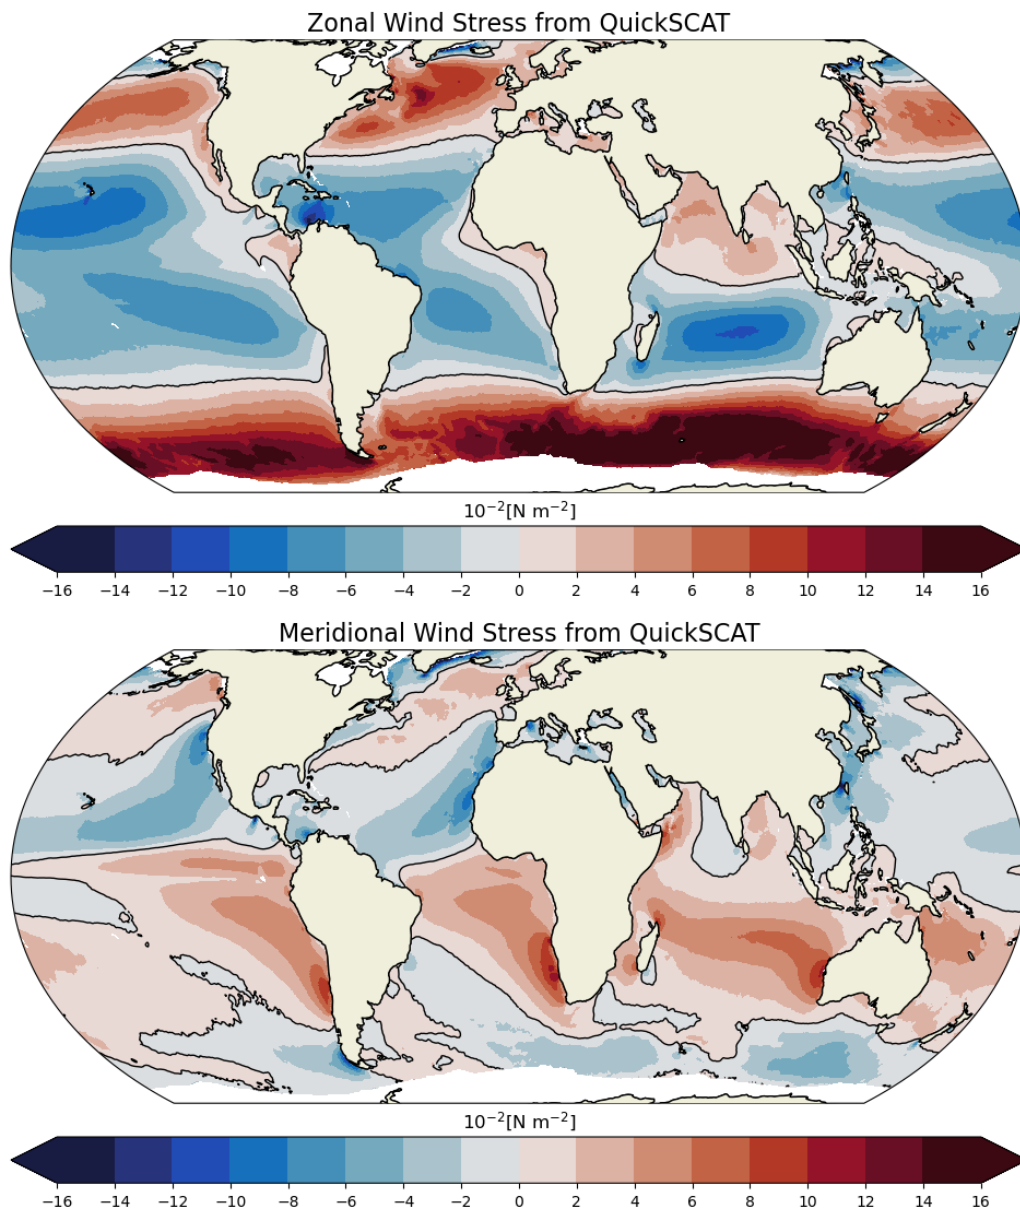 Zonal Wind Stress from QuickSCAT
10⁻²[N m⁻²]
−16 −14 −12 −10 −8 −6 −4 −2 0 2 4 6 8 10 12 14 16
Meridional Wind Stress from QuickSCAT
10⁻²[N m⁻²]
−16 −14 −12 −10 −8 −6 −4 −2 0 2 4 6 8 10 12 14 16